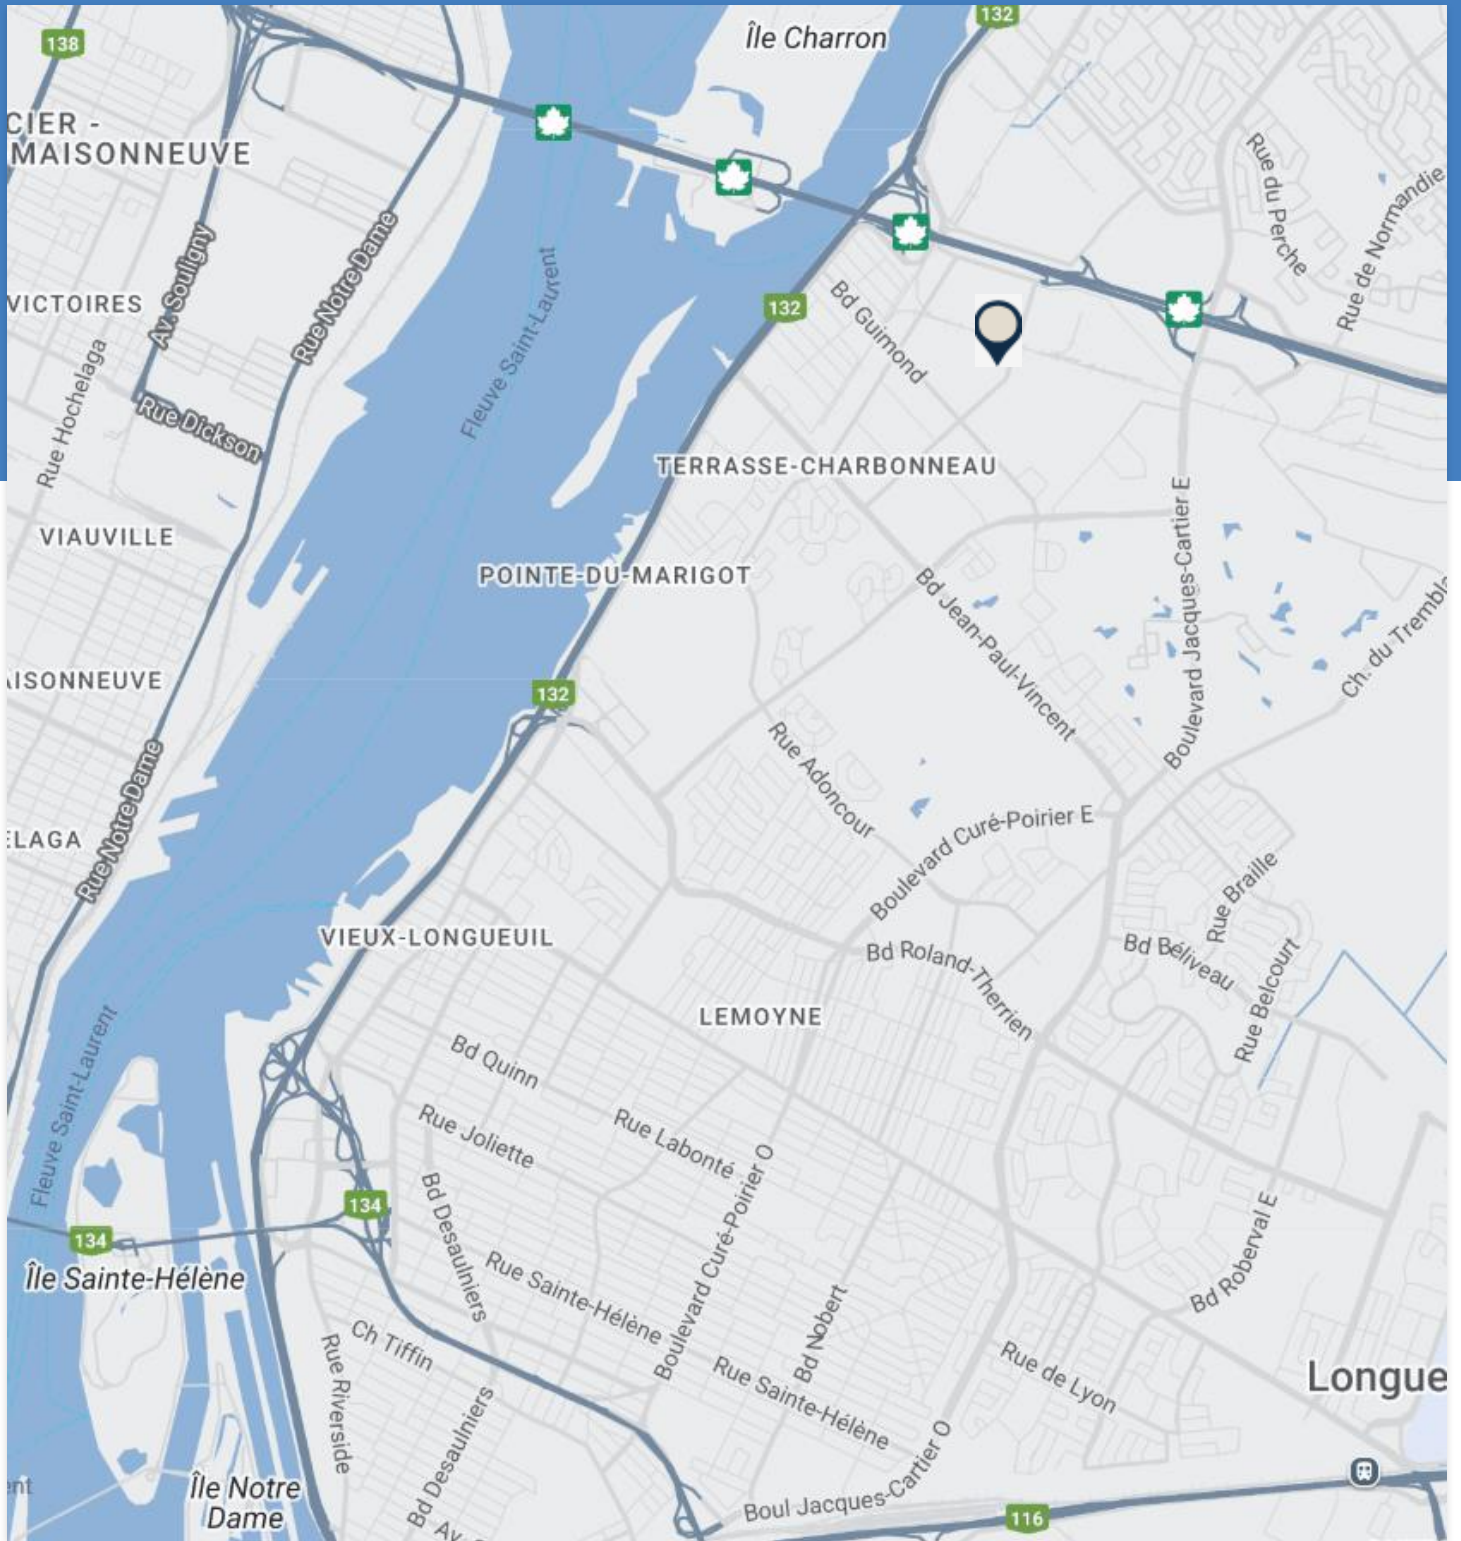 132
Île Charron
138
CIER -
MAISONNEUVE
Rue du Perche
Rue de Normandie
Av. Souligny
Rue Notre-Dame
VICTOIRES
Fleuve Saint-Laurent
132
Bd Guimond
Rue Hochelaga
Rue Dickson
TERRASSE-CHARBONNEAU
VIAUVILLE
POINTE-DU-MARIGOT
Boulevard Jacques-Cartier E
Bd Jean-Paul-Vincent
Ch. du Trembl
AISONNEUVE
132
Rue Notre-Dame
Rue Adoncour
Boulevard Curé-Poirier E
ELAGA
Rue Braille
VIEUX-LONGUEUIL
Bd Roland-Therrien
Bd Béliveau
Rue Belcourt
LEMOYNE
Fleuve Saint-Laurent
Bd Quinn
Rue Joliette
Rue Labonté
134
134
Bd Desaulniers
Boulevard Curé-Poirier O
Bd Roberval E
Île Sainte-Hélène
Rue Sainte-Hélène
Bd Nobert
Ch Tiffin
Rue Riverside
Rue Sainte-Hélène
Rue de Lyon
Longue
Bd Desaulniers
Île Notre
Dame
ent
Boul Jacques-Cartier O
116
Av.